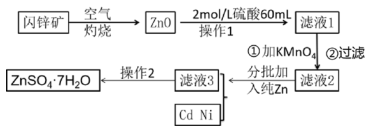 闪锌矿 空气 灼烧 ZnO 2mol/L硫酸60mL 操作1 滤液1
①加KMnO₄ ②过滤
ZnSO₄·7H₂O 操作2 滤液3 分批加 入纯Zn 滤液2
Cd Ni